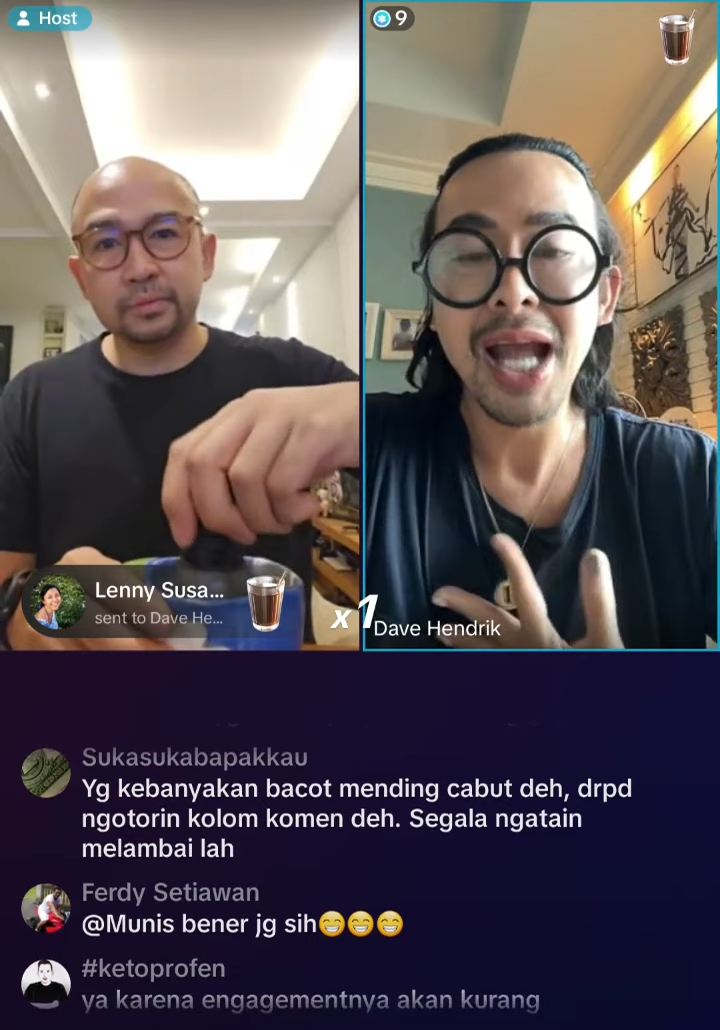 Host
9
Lenny Susa...
sent to Dave He...
x1
Dave Hendrik
Sukasukabapakkau
Yg kebanyakan bacot mending cabut deh, drpd
ngotorin kolom komen deh. Segala ngatain
melambai lah
Ferdy Setiawan
@Munis bener jg sih😁😁😁
#ketoprofen
ya karena engagementnya akan kurang